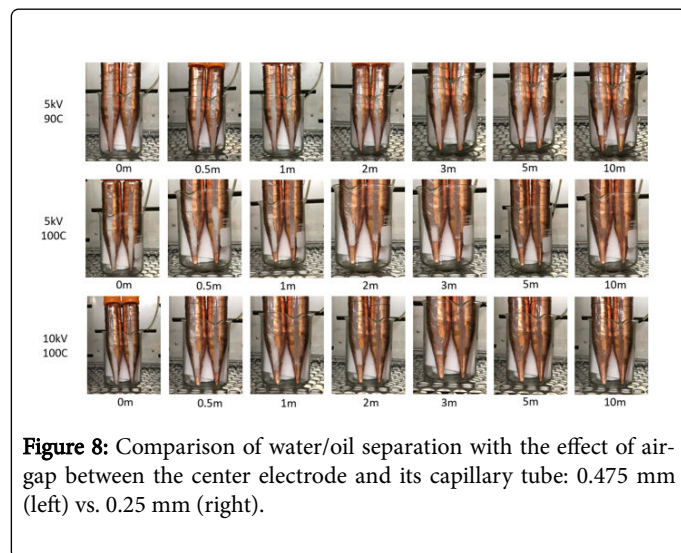 5kV
90C
0m 0.5m 1m 2m 3m 5m 10m
5kV
100C
0m 0.5m 1m 2m 3m 5m 10m
10kV
100C
0m 0.5m 1m 2m 3m 5m 10m
Figure 8: Comparison of water/oil separation with the effect of air-
gap between the center electrode and its capillary tube: 0.475 mm
(left) vs. 0.25 mm (right).